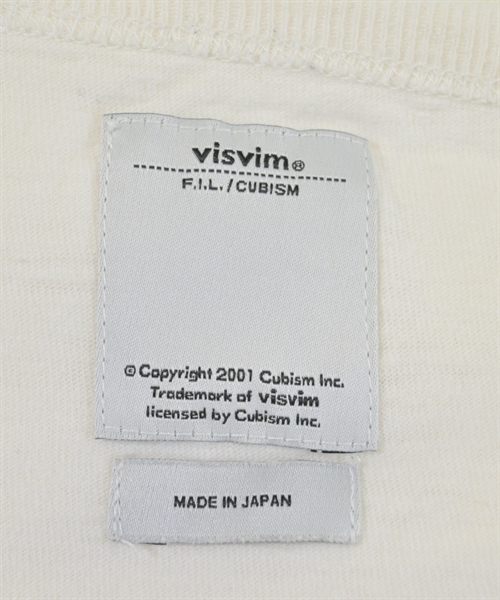 visvim®
F.I.L./CUBISM
© Copyright 2001 Cubism Inc.
Trademark of visvim
licensed by Cubism Inc.
MADE IN JAPAN